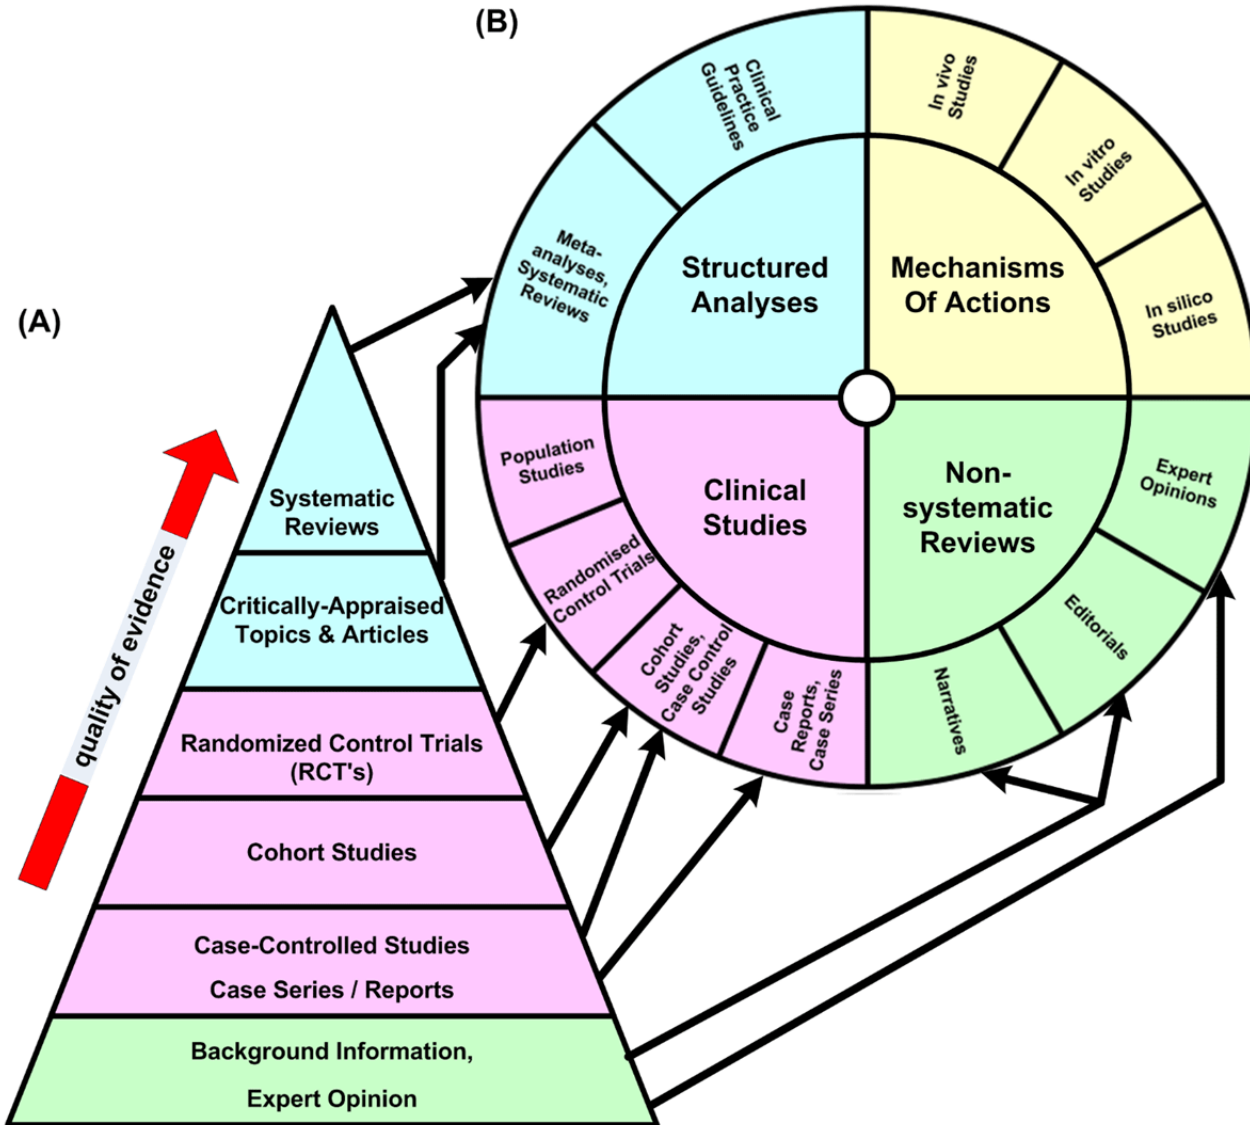 (A)
quality of evidence
Systematic
Reviews
Critically-Appraised
Topics & Articles
Randomized Control Trials
(RCT's)
Cohort Studies
Case-Controlled Studies
Case Series / Reports
Background Information,
Expert Opinion
(B)
Structured
Analyses
Mechanisms
Of Actions
Clinical
Studies
Non-
systematic
Reviews
Clinical
Practice
Guidelines
Meta-
analyses,
Systematic
Reviews
In vivo
Studies
In vitro
Studies
In silico
Studies
Population
Studies
Randomised
Control Trials
Cohort
Studies,
Case Control
Studies
Case
Reports,
Case Series
Narratives
Editorials
Expert
Opinions